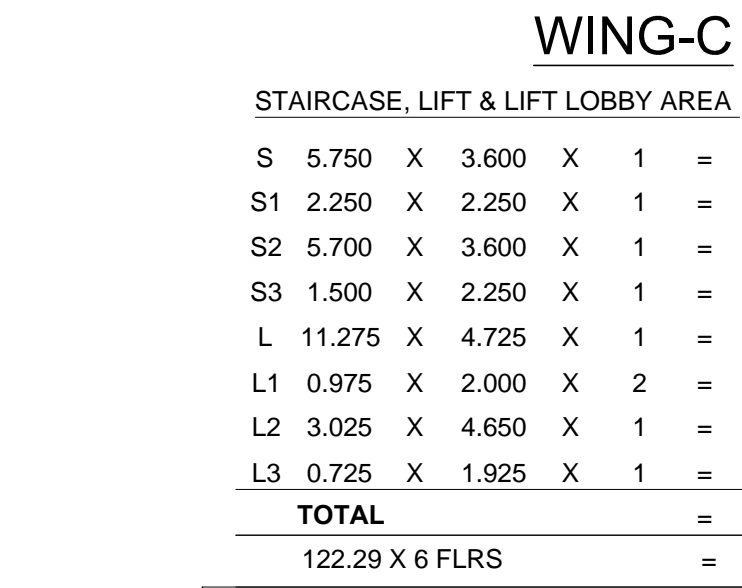 WING-C
STAIRCASE, LIFT & LIFT LOBBY AREA
S 5.750 X 3.600 X 1 =
S1 2.250 X 2.250 X 1 =
S2 5.700 X 3.600 X 1 =
S3 1.500 X 2.250 X 1 =
L 11.275 X 4.725 X 1 =
L1 0.975 X 2.000 X 2 =
L2 3.025 X 4.650 X 1 =
L3 0.725 X 1.925 X 1 =
TOTAL =
122.29 X 6 FLRS =